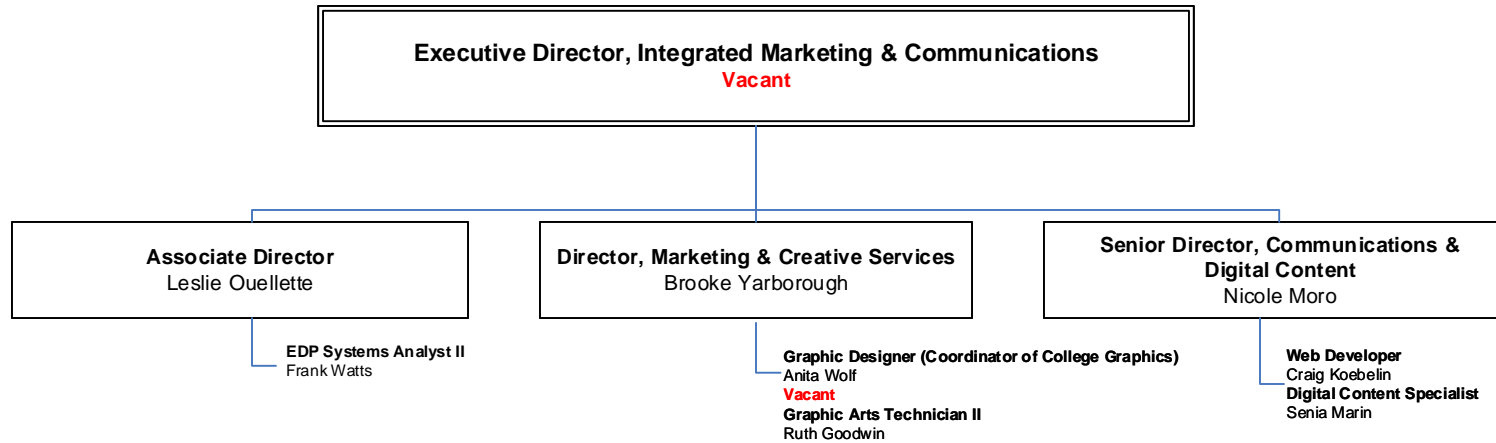 Executive Director, Integrated Marketing & Communications
Vacant
Associate Director
Leslie Ouellette
Director, Marketing & Creative Services
Brooke Yarborough
Senior Director, Communications &
Digital Content
Nicole Moro
EDP Systems Analyst II
Frank Watts
Graphic Designer (Coordinator of College Graphics)
Anita Wolf
Vacant
Graphic Arts Technician II
Ruth Goodwin
Web Developer
Craig Koebelin
Digital Content Specialist
Senia Marin